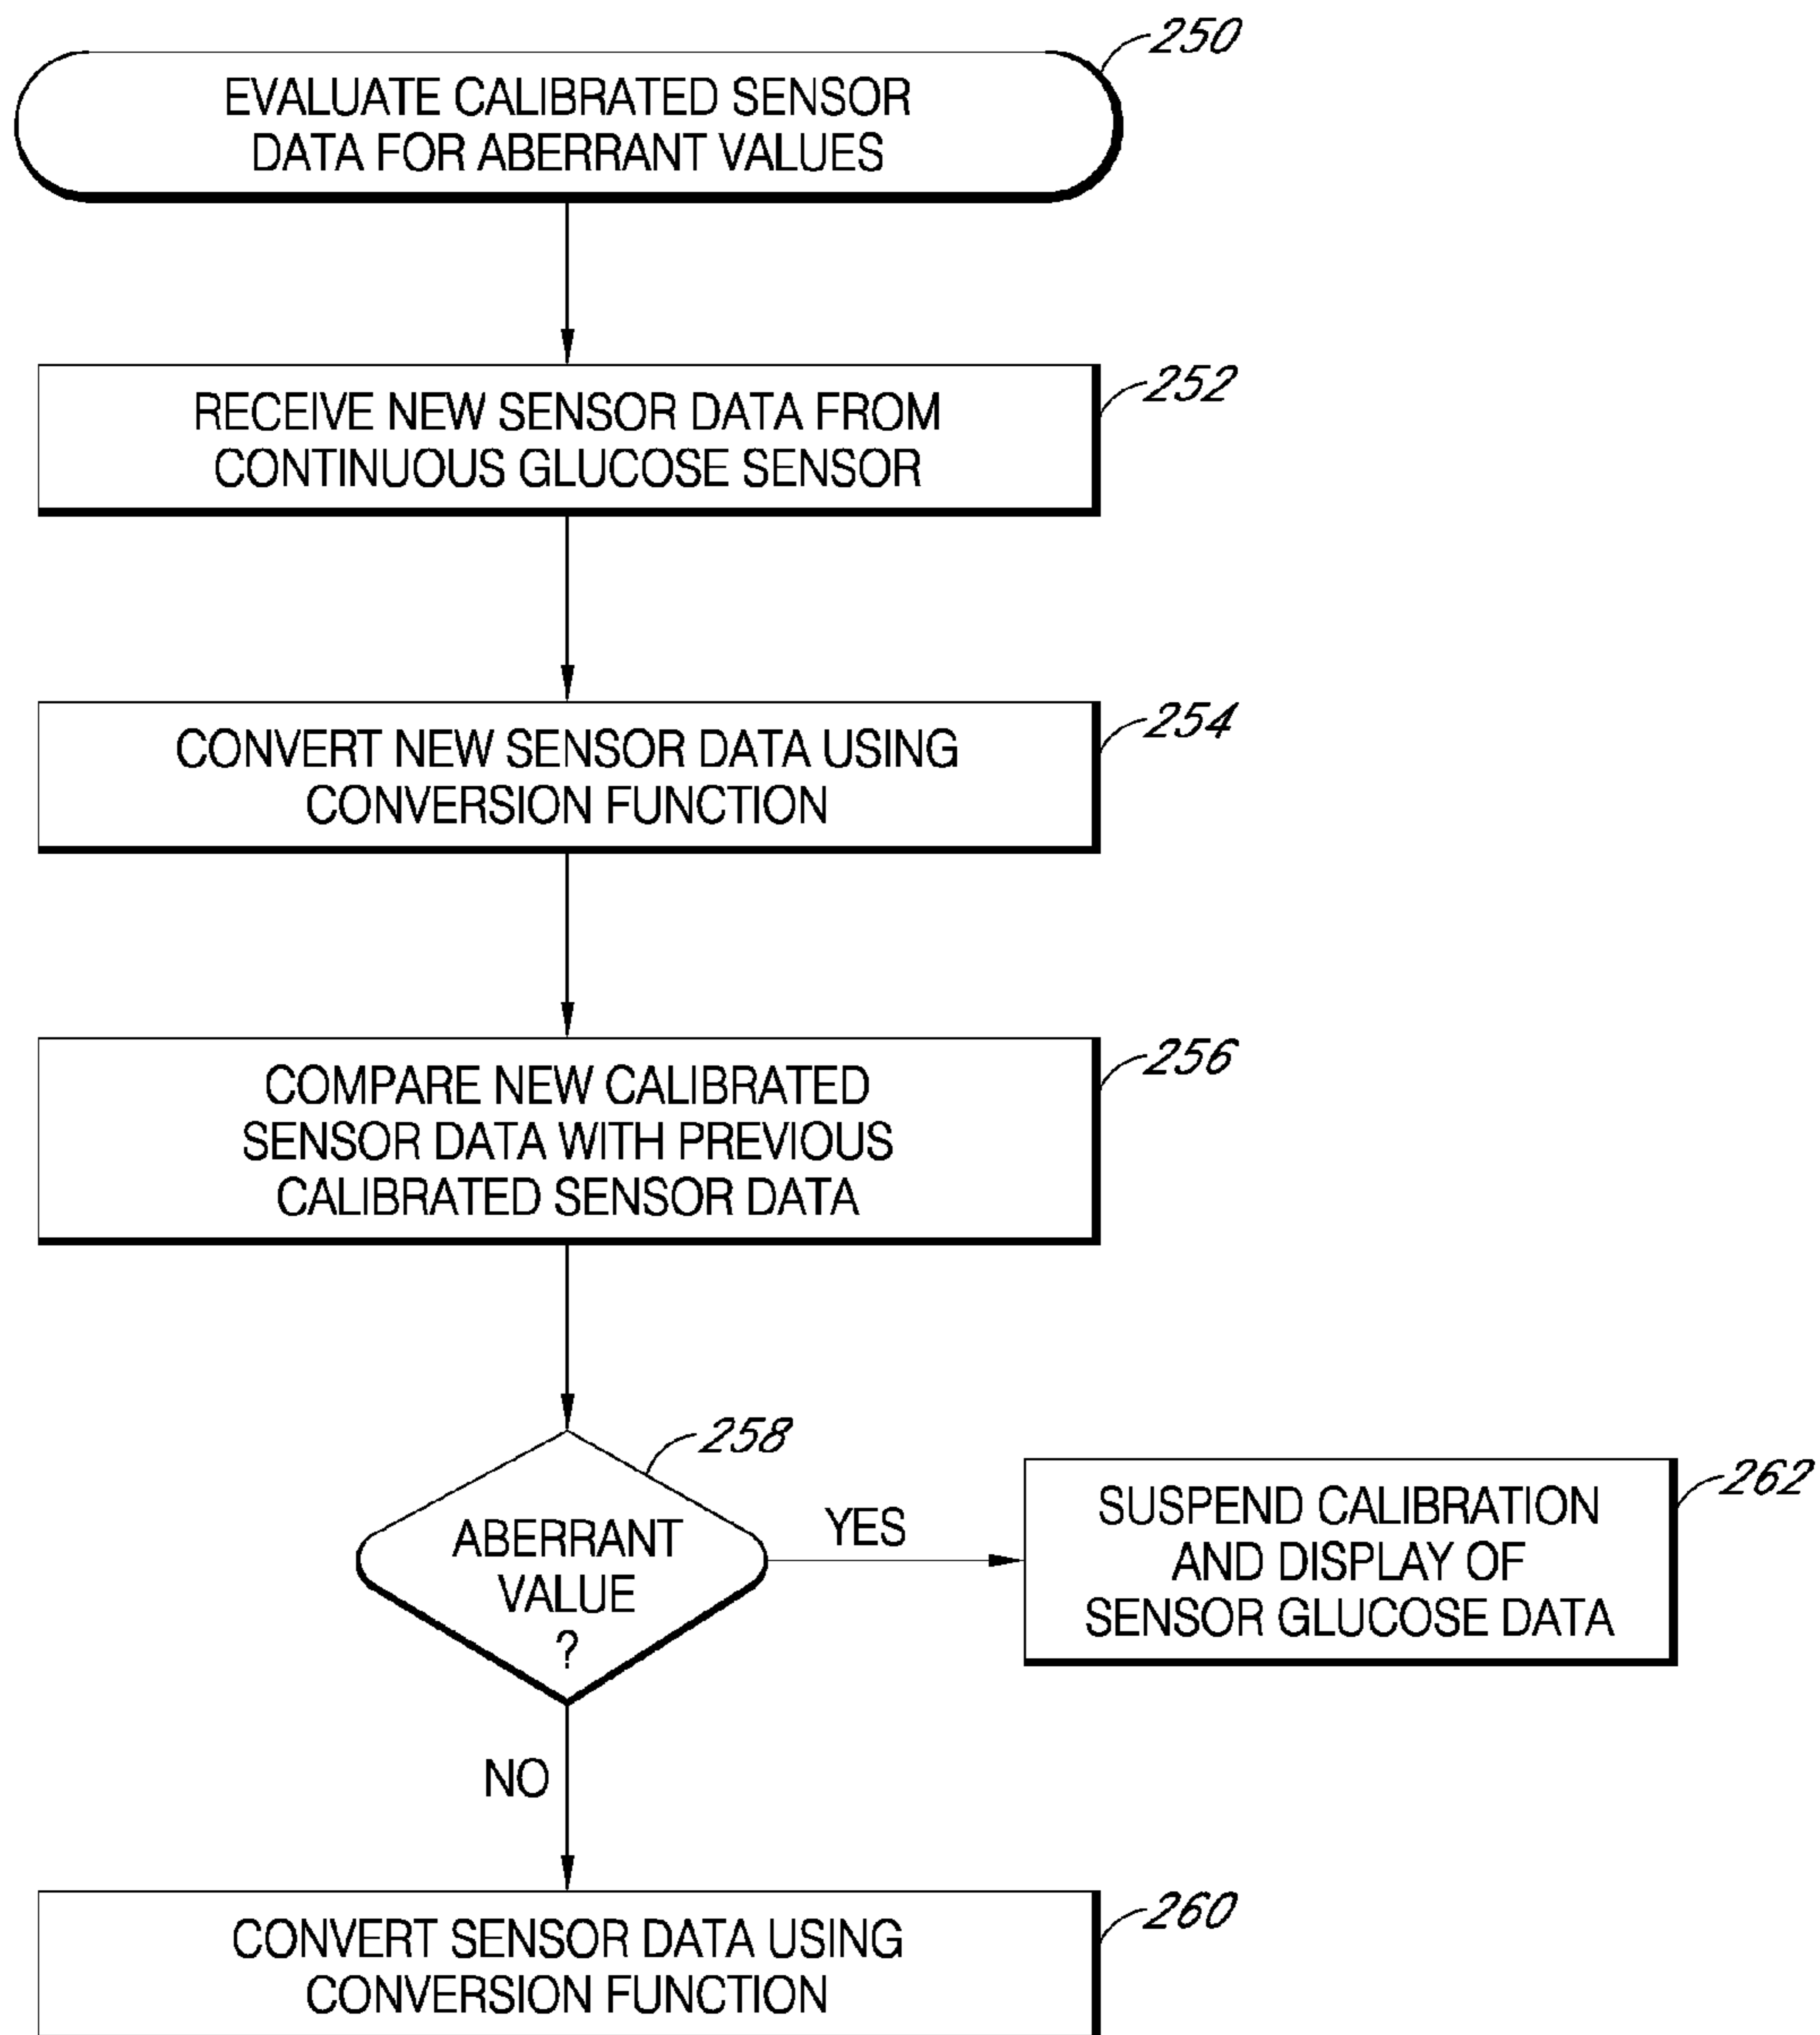 250
EVALUATE CALIBRATED SENSOR
DATA FOR ABERRANT VALUES
252
RECEIVE NEW SENSOR DATA FROM
CONTINUOUS GLUCOSE SENSOR
254
CONVERT NEW SENSOR DATA USING
CONVERSION FUNCTION
256
COMPARE NEW CALIBRATED
SENSOR DATA WITH PREVIOUS
CALIBRATED SENSOR DATA
258
ABERRANT
VALUE
?
YES
262
SUSPEND CALIBRATION
AND DISPLAY OF
SENSOR GLUCOSE DATA
NO
260
CONVERT SENSOR DATA USING
CONVERSION FUNCTION